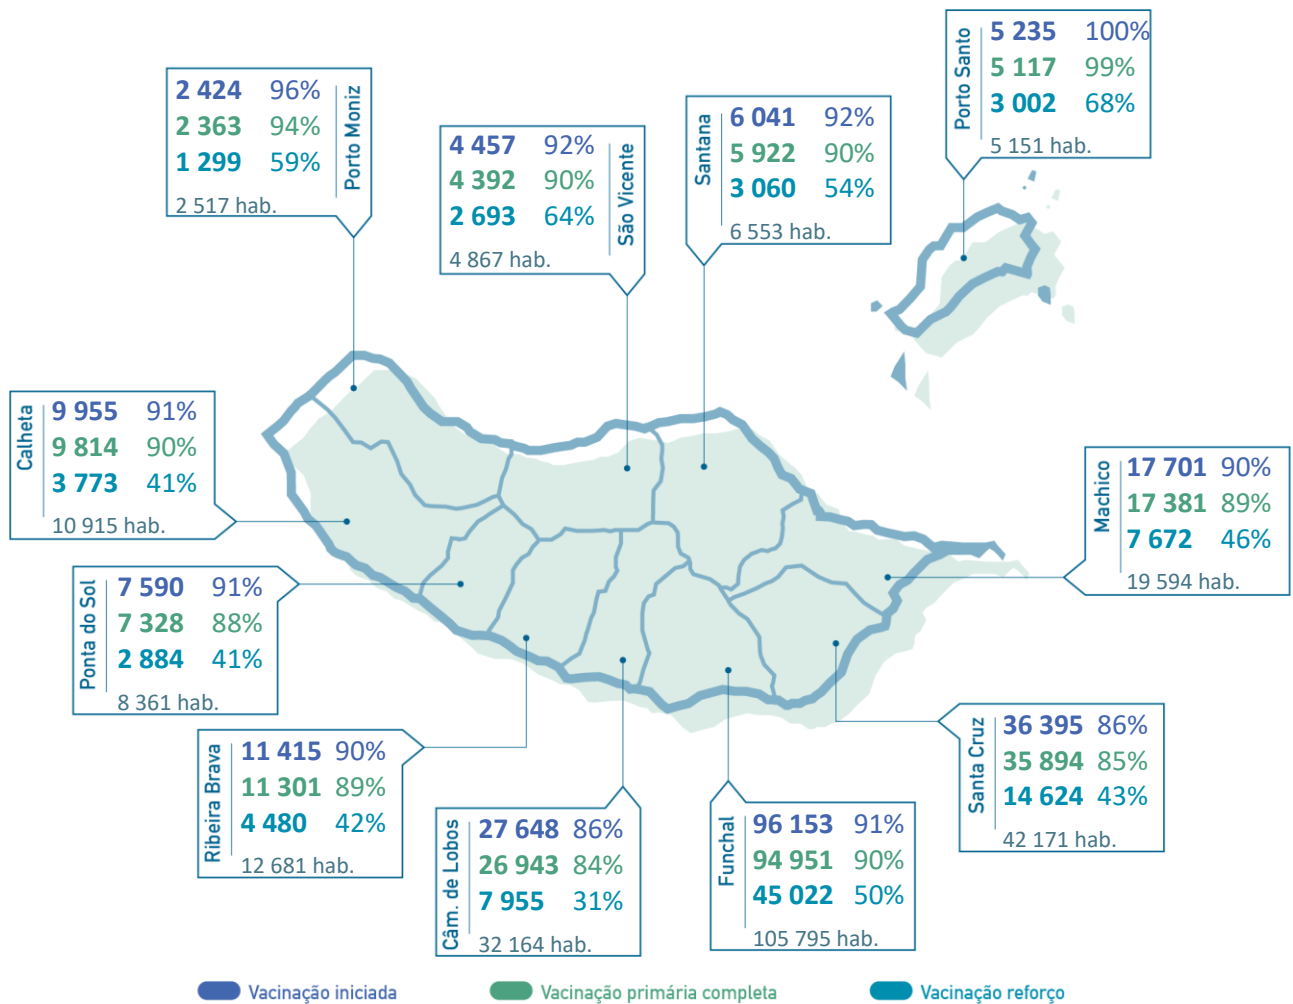 Porto Santo
5 235 100%
5 117 99%
3 002 68%
5 151 hab.
Porto Moniz
2 424 96%
2 363 94%
1 299 59%
2 517 hab.
São Vicente
4 457 92%
4 392 90%
2 693 64%
4 867 hab.
Santana
6 041 92%
5 922 90%
3 060 54%
6 553 hab.
Calheta
9 955 91%
9 814 90%
3 773 41%
10 915 hab.
Machico
17 701 90%
17 381 89%
7 672 46%
19 594 hab.
Ponta do Sol
7 590 91%
7 328 88%
2 884 41%
8 361 hab.
Ribeira Brava
11 415 90%
11 301 89%
4 480 42%
12 681 hab.
Câm. de Lobos
27 648 86%
26 943 84%
7 955 31%
32 164 hab.
Funchal
96 153 91%
94 951 90%
45 022 50%
105 795 hab.
Santa Cruz
36 395 86%
35 894 85%
14 624 43%
42 171 hab.
Vacinação iniciada
Vacinação primária completa
Vacinação reforço